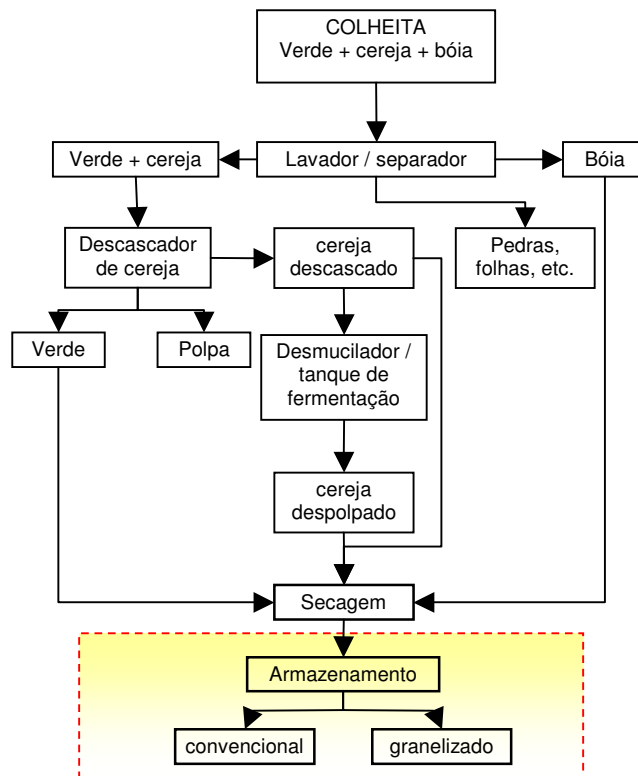 COLHEITA
Verde + cereja + bóia
Verde + cereja
Lavador / separador
Bóia
Descascador
de cereja
cereja
descascado
Pedras,
folhas, etc.
Verde
Polpa
Desmucilador /
tanque de
fermentação
cereja
despolpado
Secagem
Armazenamento
convencional
granelizado